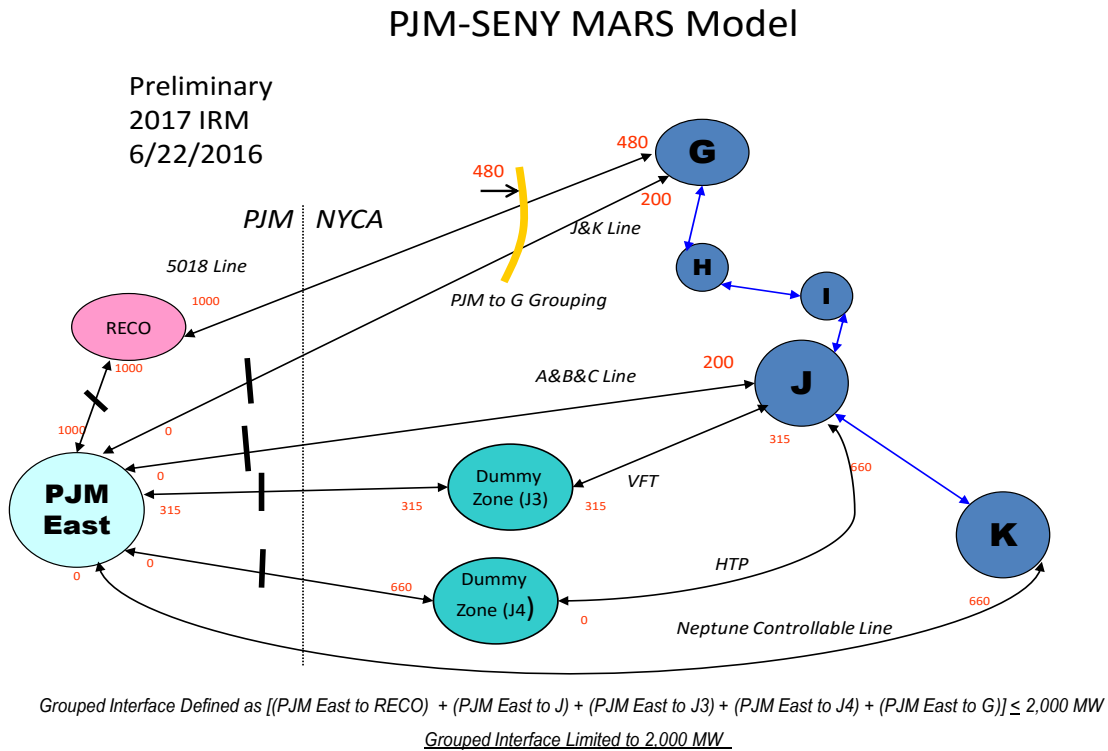 PJM-SENY MARS Model
Preliminary
2017 IRM
6/22/2016
480
G
480
200
PJM
NYCA
J&K Line
5018 Line
H
PJM to G Grouping
I
1000
RECO
1000
200
A&B&C Line
J
1000
0
315
0
VFT
660
PJM
East
Dummy
Zone (J3)
315
315
315
K
0
660
Dummy
Zone (J4)
HTP
0
0
660
Neptune Controllable Line
Grouped Interface Defined as [(PJM East to RECO) + (PJM East to J) + (PJM East to J3) + (PJM East to J4) + (PJM East to G)] < 2,000 MW
Grouped Interface Limited to 2,000 MW